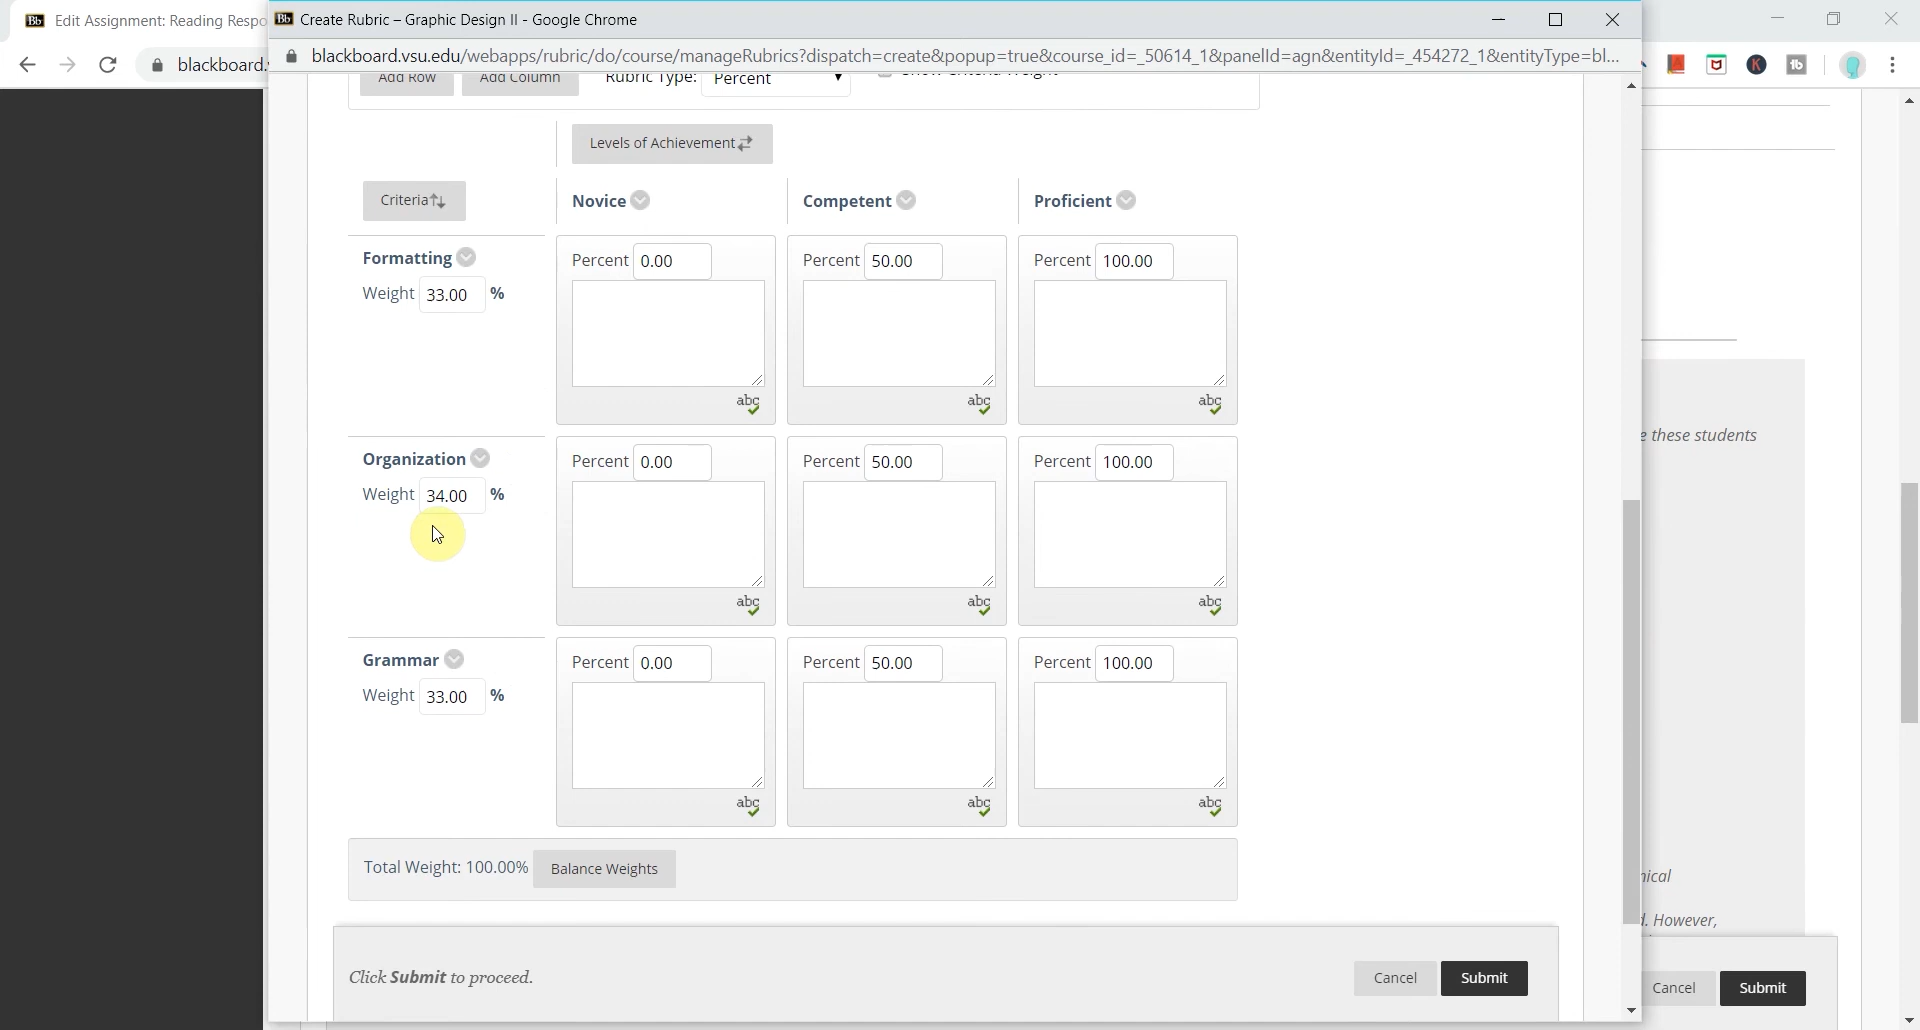 Edit Assignment: Reading Respo
Create Rubric – Graphic Design II - Google Chrome
blackboard.
blackboard.vsu.edu/webapps/rubric/do/course/manageRubrics?dispatch=create&popup=true&course_id=_50614_1&panelId=agn&entityId=_454272_1&entityType=bl...
Add Row
Add Column
Rubric Type:
Percent
Show Criteria Weight
Levels of Achievement
Criteria
Novice
Competent
Proficient
Formatting
Weight 33.00 %
Percent 0.00
Percent 50.00
Percent 100.00
abc
abc
abc
Organization
Weight 34.00 %
Percent 0.00
Percent 50.00
Percent 100.00
abc
abc
abc
Grammar
Weight 33.00 %
Percent 0.00
Percent 50.00
Percent 100.00
abc
abc
abc
Total Weight: 100.00%
Balance Weights
Click Submit to proceed.
Cancel
Submit
e these students
nical
d. However,
Cancel
Submit
Bb
Bb
K
tb